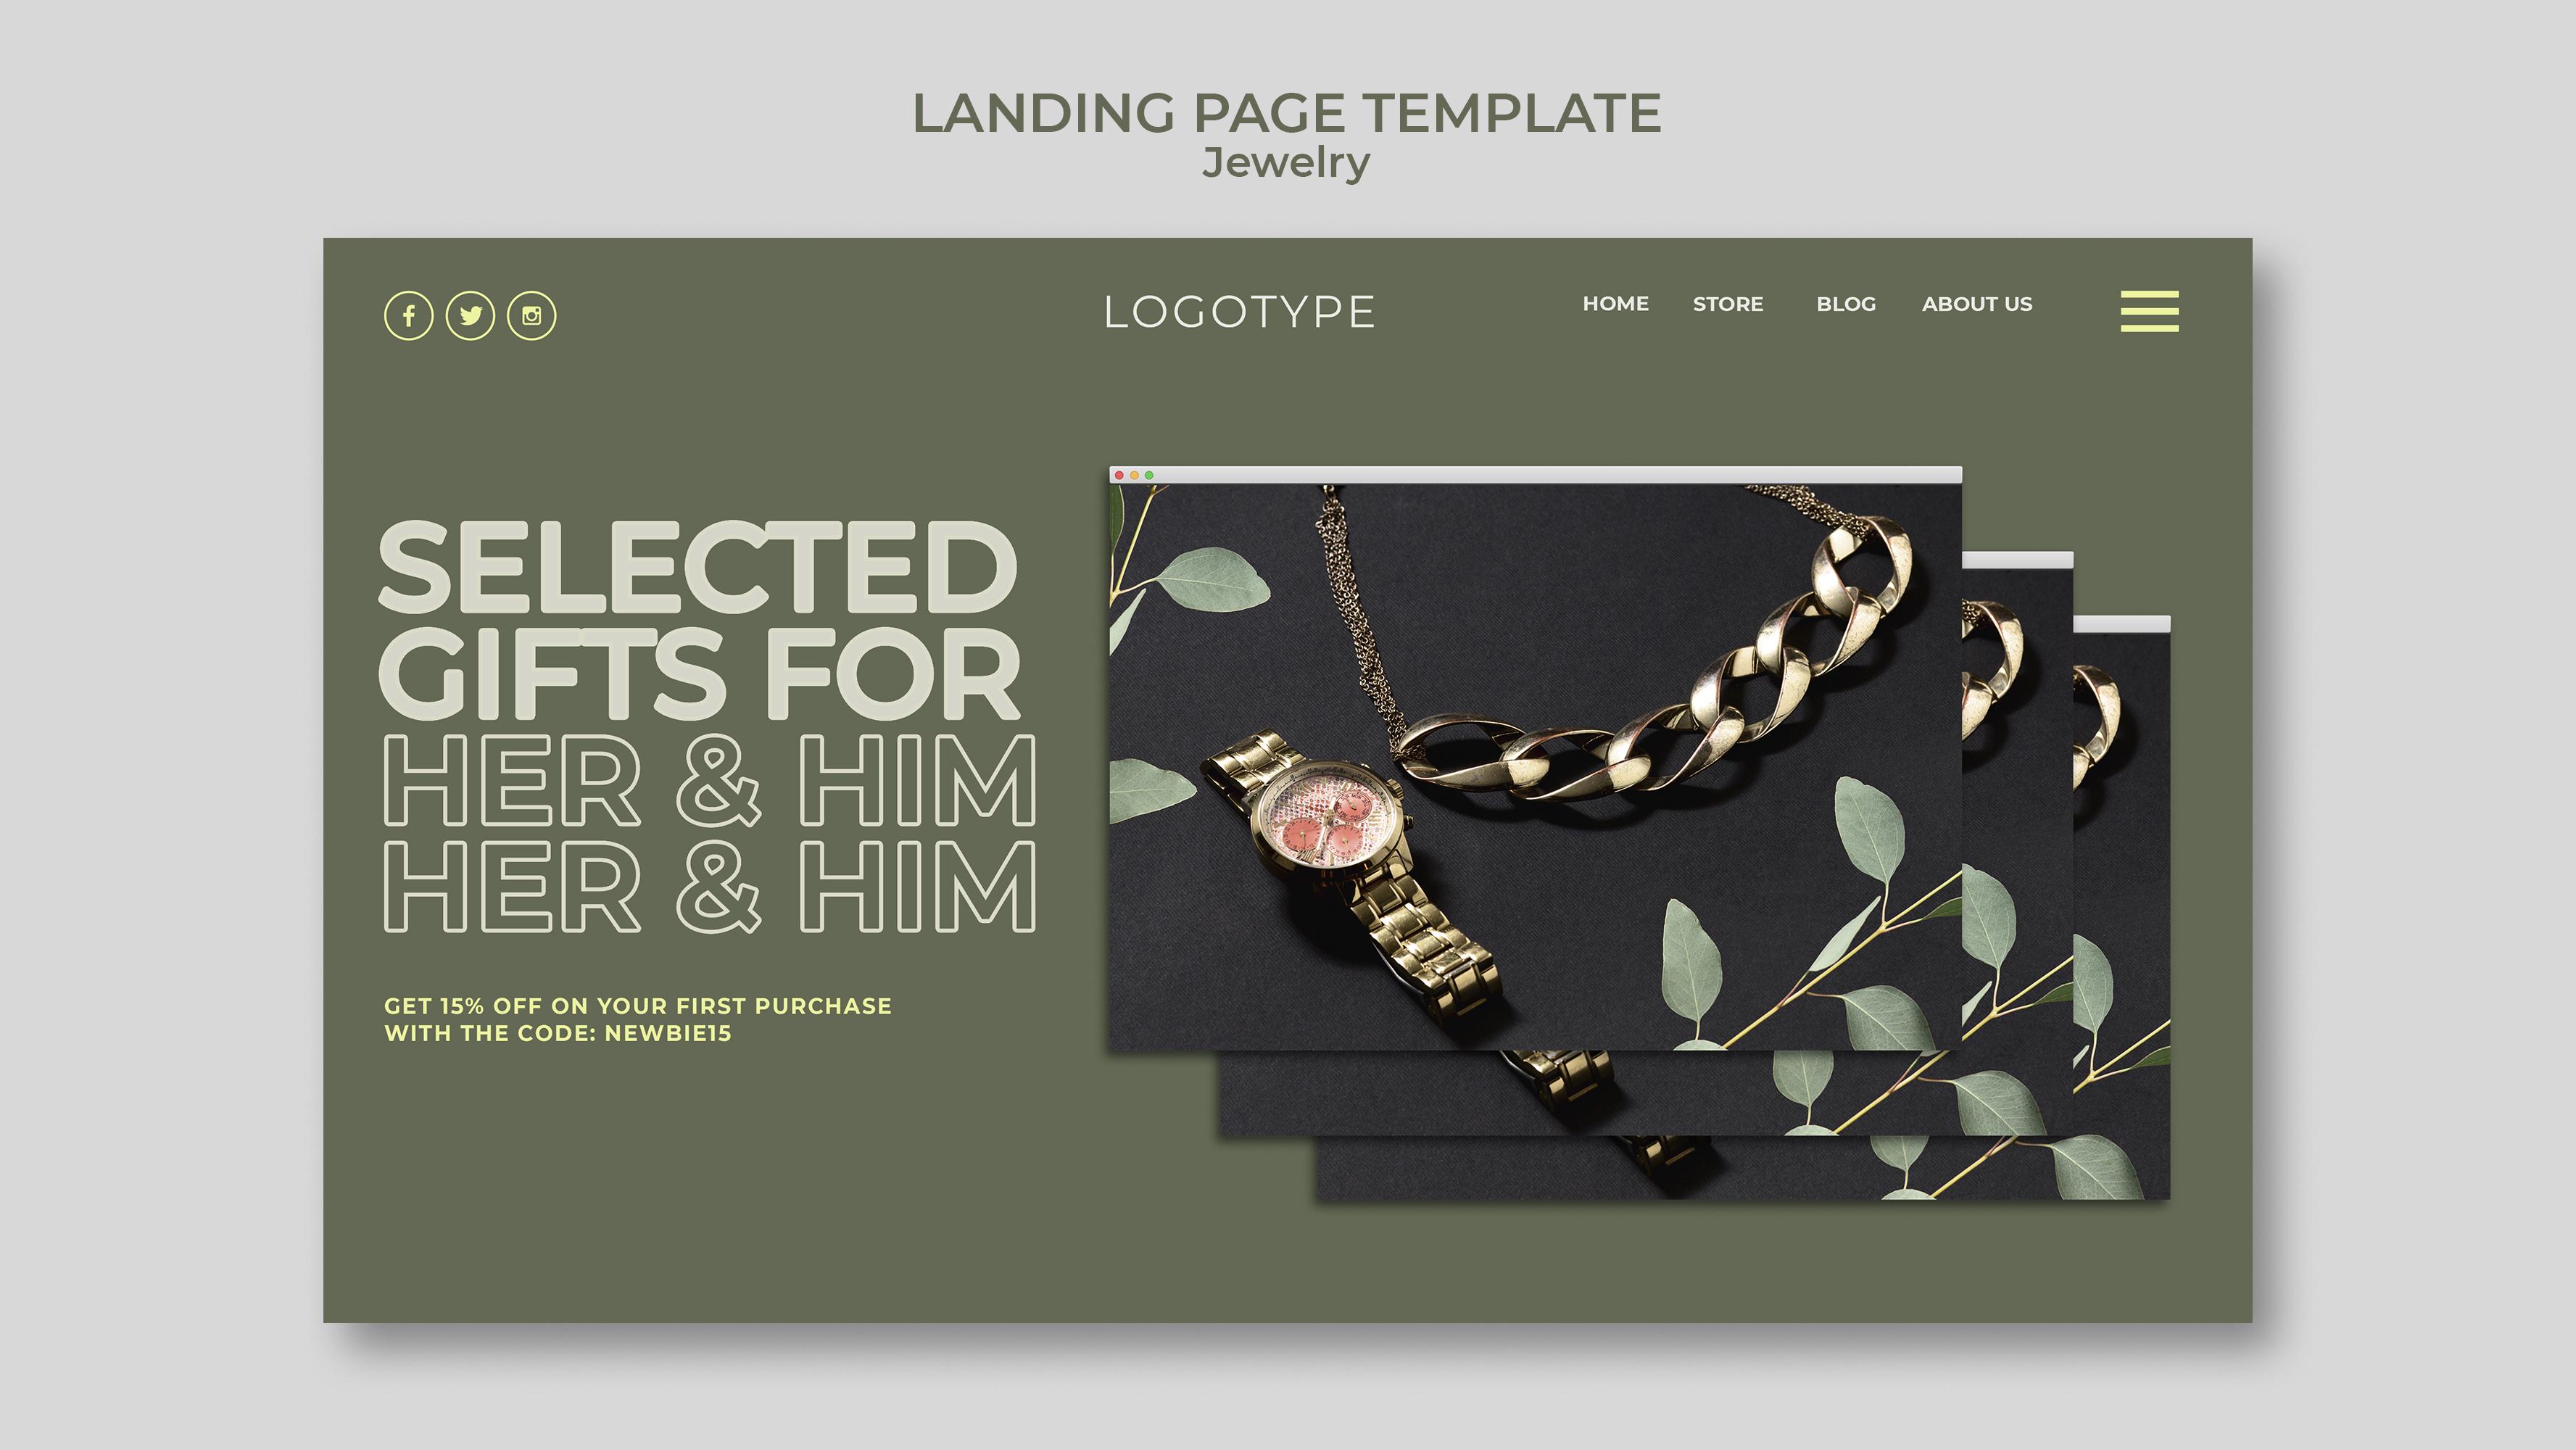 LANDING PAGE TEMPLATE
Jewelry
LOGOTYPE
HOME STORE BLOG ABOUT US
SELECTED
GIFTS FOR
HER & HIM
HER & HIM
GET 15% OFF ON YOUR FIRST PURCHASE
WITH THE CODE: NEWBIE15